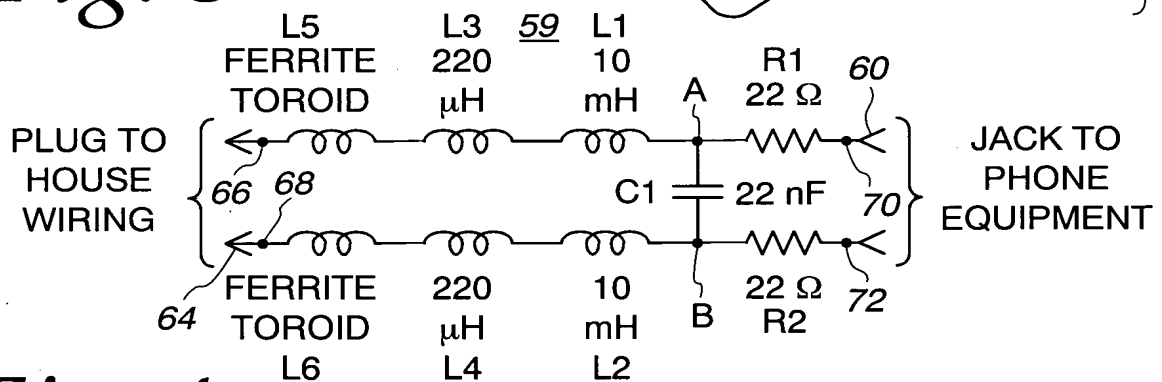 L5 L3 59 L1
FERRITE 220 10 R1 60
TOROID μH mH A 22 Ω
PLUG TO HOUSE WIRING
66 68
C1 22 nF
70
JACK TO PHONE EQUIPMENT
64
FERRITE 220 10 B 22 Ω 72
TOROID μH mH R2
L6 L4 L2